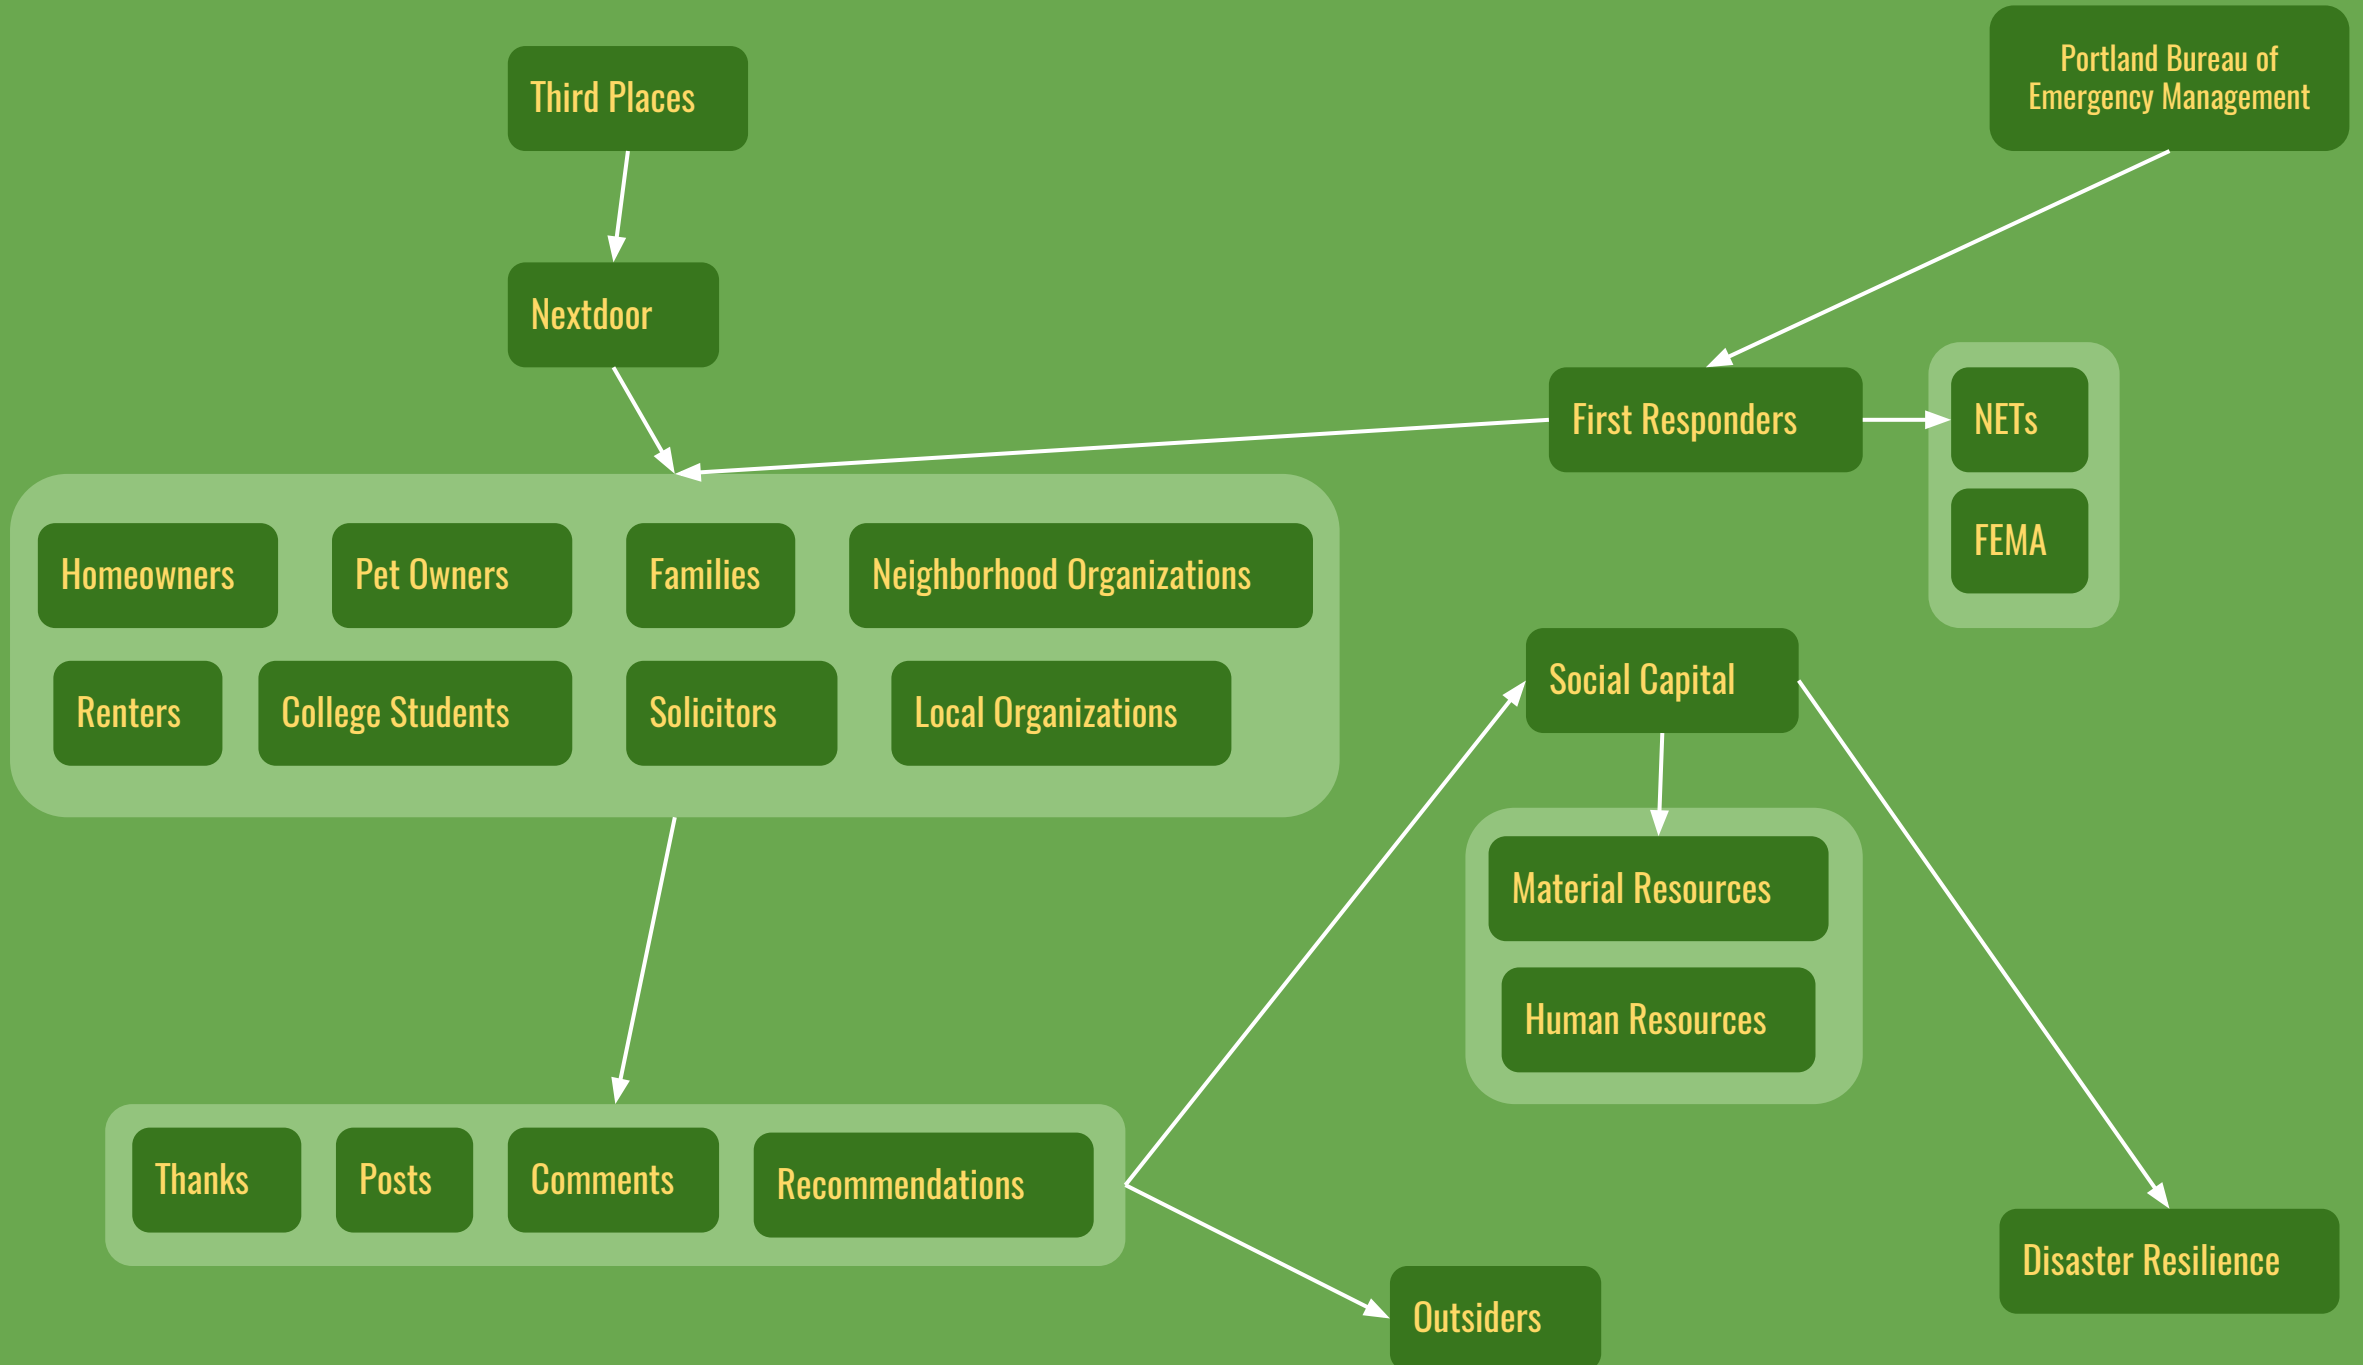 Third Places
Portland Bureau of
Emergency Management
Nextdoor
First Responders
NETs
FEMA
Homeowners
Pet Owners
Families
Neighborhood Organizations
Renters
College Students
Solicitors
Local Organizations
Social Capital
Material Resources
Human Resources
Thanks
Posts
Comments
Recommendations
Disaster Resilience
Outsiders